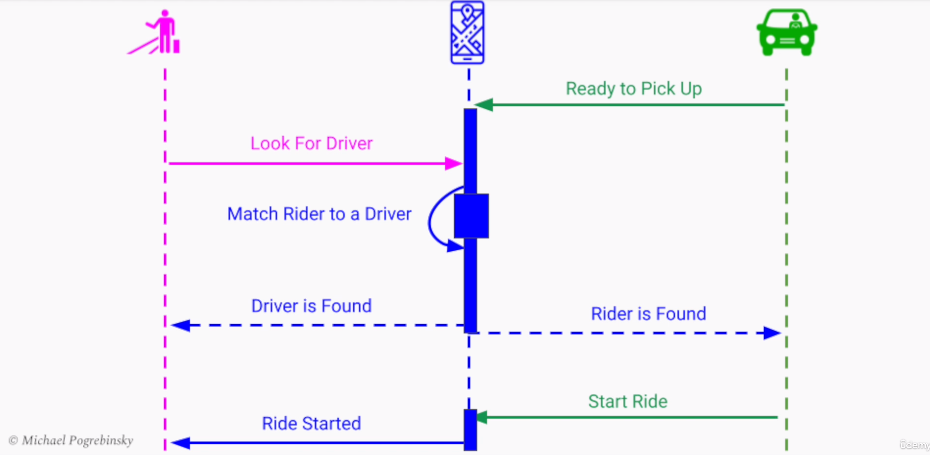 Ready to Pick Up
Look For Driver
Match Rider to a Driver
Driver is Found
Rider is Found
Start Ride
Ride Started
© Michael Pogrebinsky
ûdemy